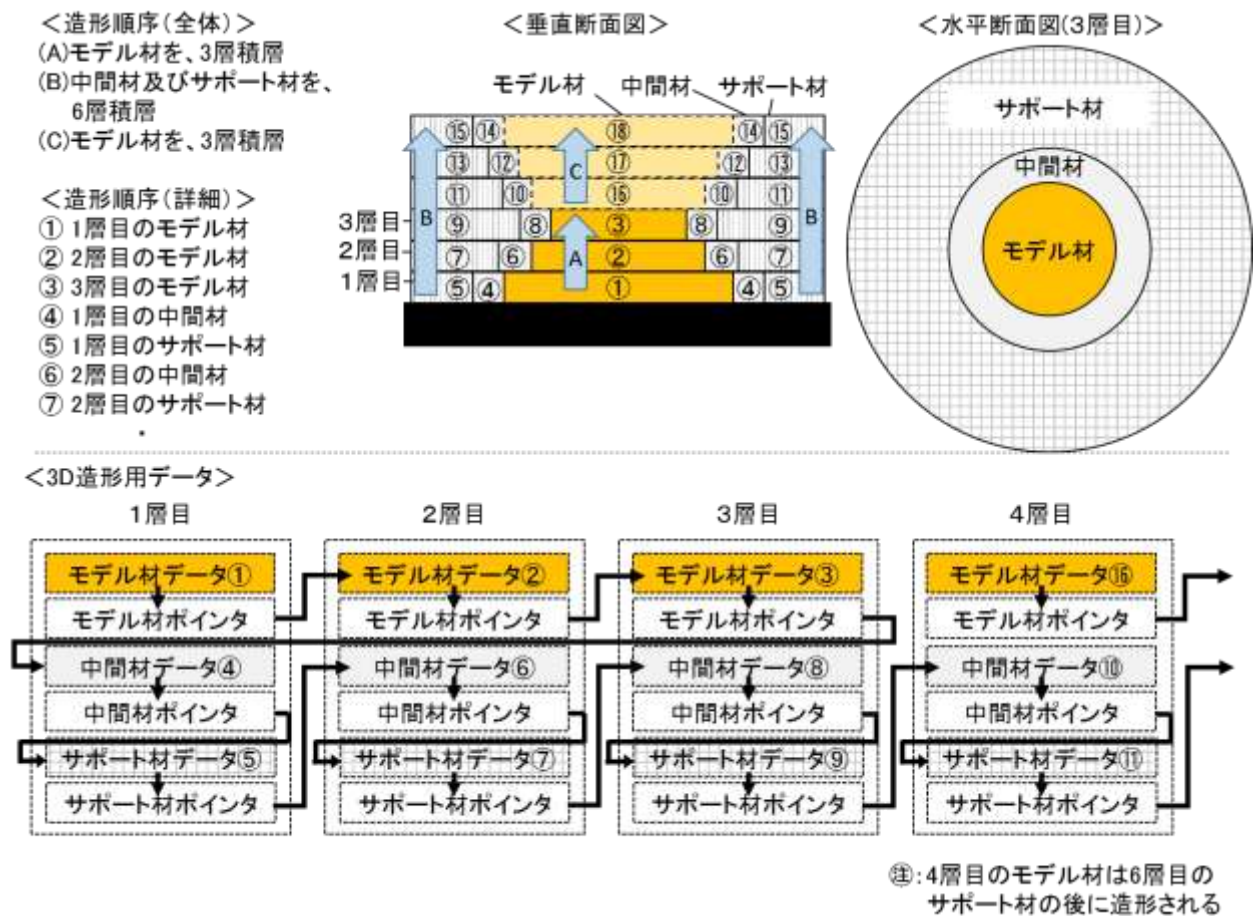 ＜造形順序(全体)＞
(A)モデル材を、3層積層
(B)中間材及びサポート材を、
6層積層
(C)モデル材を、3層積層
＜造形順序(詳細)＞
① 1層目のモデル材
② 2層目のモデル材
③ 3層目のモデル材
④ 1層目の中間材
⑤ 1層目のサポート材
⑥ 2層目の中間材
⑦ 2層目のサポート材
・
＜垂直断面図＞
モデル材 中間材 サポート材
⑮ ⑭ ⑱ ⑭ ⑮
⑬ ⑫ ⑰ ⑫ ⑬
C
⑪ ⑩ ⑯ ⑩ ⑪
B B
3層目 ⑨ ⑧ ③ ⑧ ⑨
2層目 ⑦ ⑥ ② ⑥ ⑦
A
1層目 ⑤ ④ ① ④ ⑤
＜水平断面図(3層目)＞
サポート材
中間材
モデル材
＜3D造形用データ＞
1層目 2層目 3層目 4層目
モデル材データ① モデル材データ② モデル材データ③ モデル材データ⑯
モデル材ポインタ モデル材ポインタ モデル材ポインタ モデル材ポインタ
中間材データ④ 中間材データ⑥ 中間材データ⑧ 中間材データ⑩
中間材ポインタ 中間材ポインタ 中間材ポインタ 中間材ポインタ
サポート材データ⑤ サポート材データ⑦ サポート材データ⑨ サポート材データ⑪
サポート材ポインタ サポート材ポインタ サポート材ポインタ サポート材ポインタ
㊟:4層目のモデル材は6層目の
サポート材の後に造形される